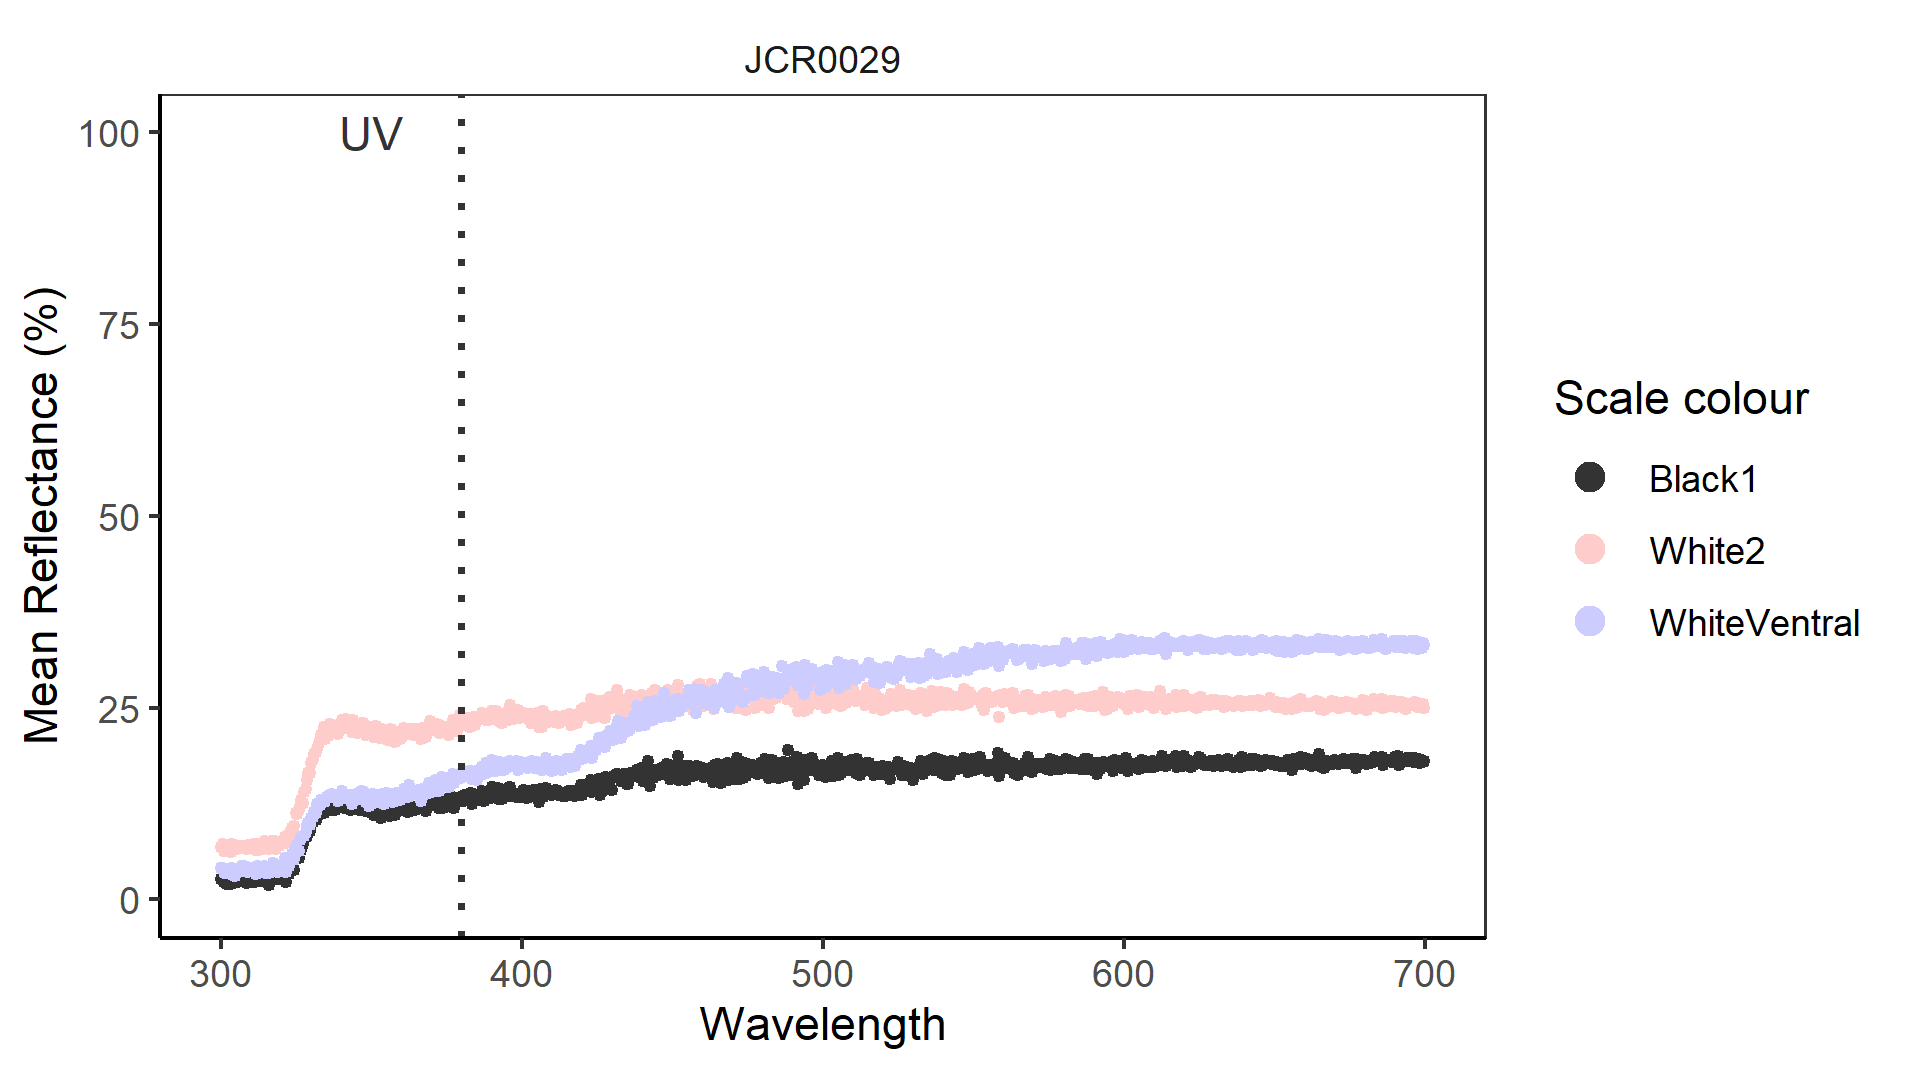 JCR0029
UV
100
75
50
25
0
Mean Reflectance (%)
300 400 500 600 700
Wavelength
Scale colour
Black1
White2
WhiteVentral